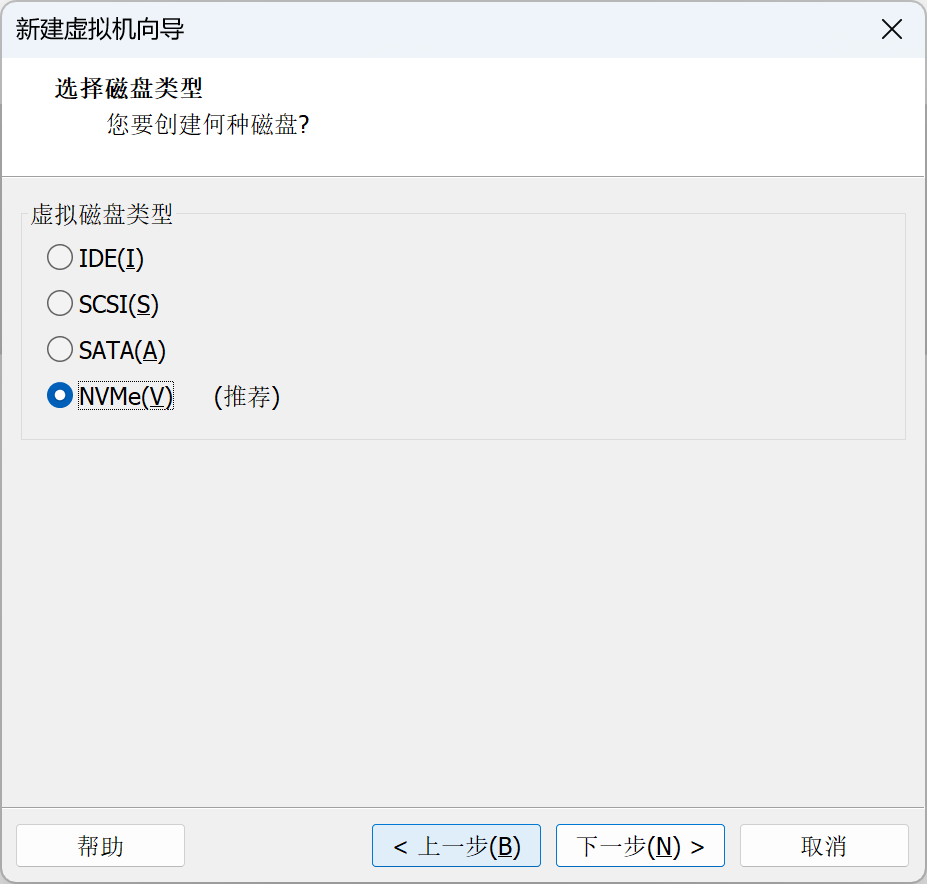 新建虚拟机向导
选择磁盘类型
您要创建何种磁盘?
虚拟磁盘类型
IDE(I)
SCSI(S)
SATA(A)
NVMe(V) (推荐)
帮助 < 上一步(B) 下一步(N) > 取消